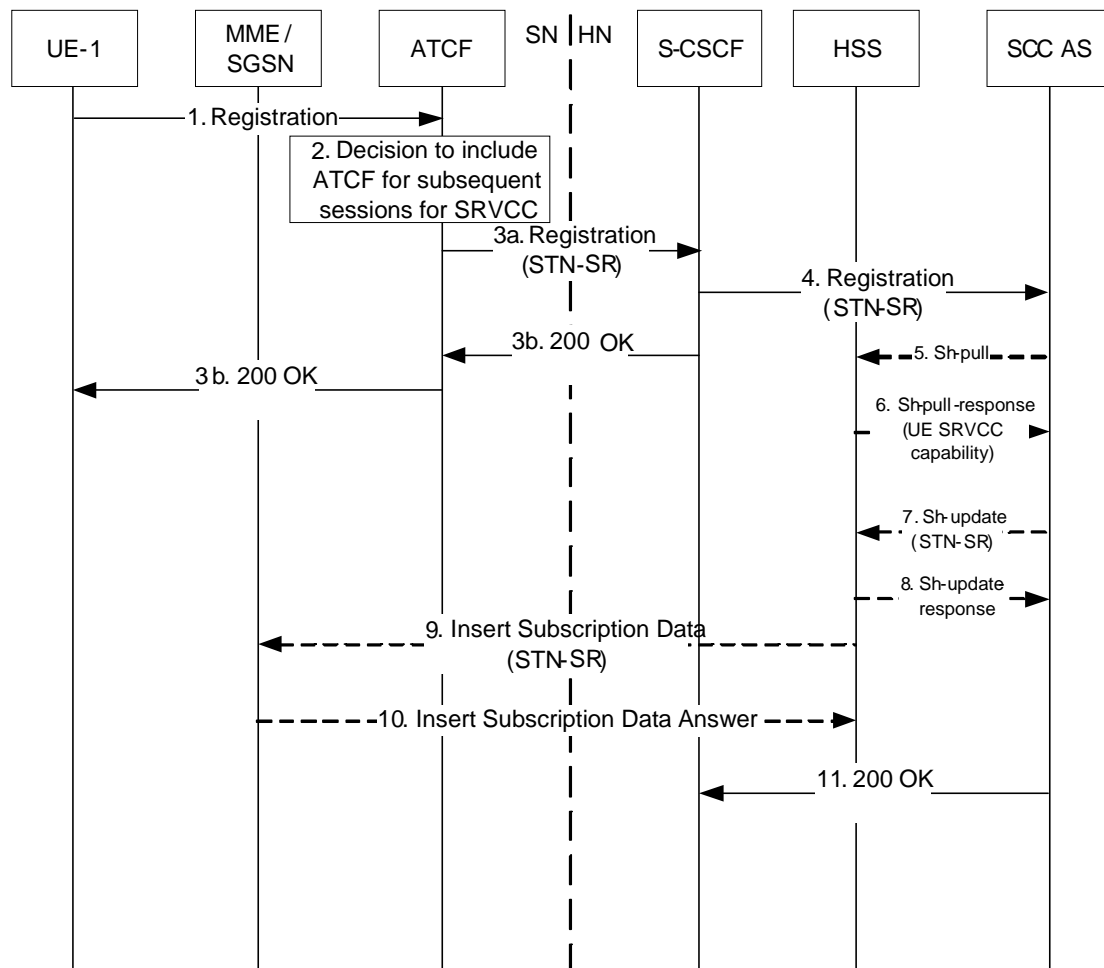 UE-1
MME /
SGSN
ATCF
SN
HN
S-CSCF
HSS
SCC AS
1. Registration
2. Decision to include
ATCF for subsequent
sessions for SRVCC
3a. Registration
(STN-SR)
4. Registration
(STN-SR)
3b. 200 OK
5. Sh-pull
3b. 200 OK
6. Sh-pull-response
(UE SRVCC
capability)
7. Sh-update
(STN-SR)
8. Sh-update
response
9. Insert Subscription Data
(STN-SR)
10. Insert Subscription Data Answer
11. 200 OK